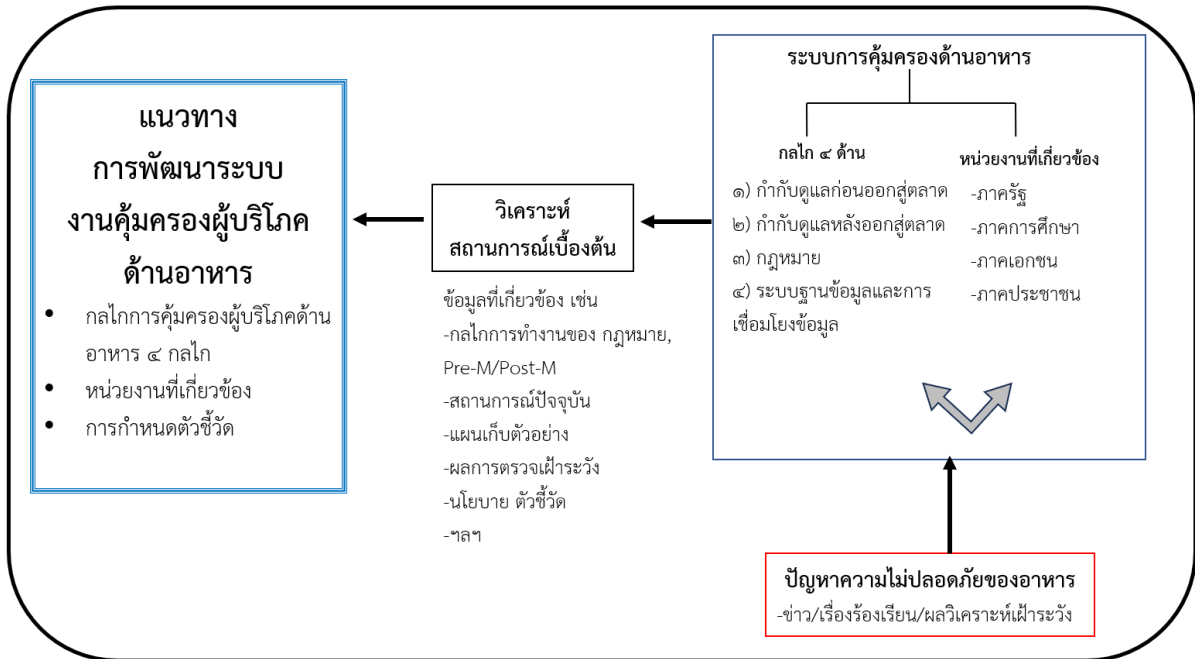 แนวทาง
การพัฒนาระบบ
งานคุ้มครองผู้บริโภค
ด้านอาหาร
• กลไกการคุ้มครองผู้บริโภคด้าน
อาหาร ๔ กลไก
• หน่วยงานที่เกี่ยวข้อง
• การกำหนดตัวชี้วัด
วิเคราะห์
สถานการณ์เบื้องต้น
ข้อมูลที่เกี่ยวข้อง เช่น
-กลไกการทำงานของ กฎหมาย,
Pre-M/Post-M
-สถานการณ์ปัจจุบัน
-แผนเก็บตัวอย่าง
-ผลการตรวจเฝ้าระวัง
-นโยบาย ตัวชี้วัด
-ฯลฯ
ระบบการคุ้มครองด้านอาหาร
กลไก ๔ ด้าน
๑) กำกับดูแลก่อนออกสู่ตลาด
๒) กำกับดูแลหลังออกสู่ตลาด
๓) กฎหมาย
๔) ระบบฐานข้อมูลและการ
เชื่อมโยงข้อมูล
หน่วยงานที่เกี่ยวข้อง
-ภาครัฐ
-ภาคการศึกษา
-ภาคเอกชน
-ภาคประชาชน
ปัญหาความไม่ปลอดภัยของอาหาร
-ข่าว/เรื่องร้องเรียน/ผลวิเคราะห์เฝ้าระวัง